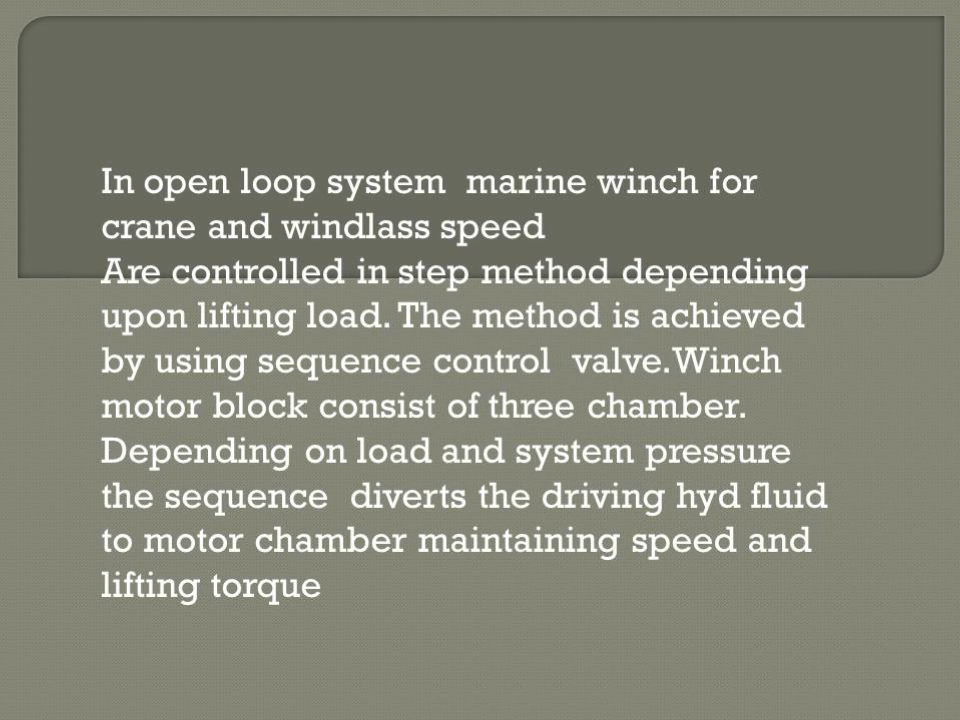 In open loop system  marine winch for
crane and windlass speed
Are controlled in step method depending
upon lifting load. The method is achieved
by using sequence control  valve. Winch
motor block consist of three chamber.
Depending on load and system pressure
the sequence  diverts the driving hyd fluid
to motor chamber maintaining speed and
lifting torque